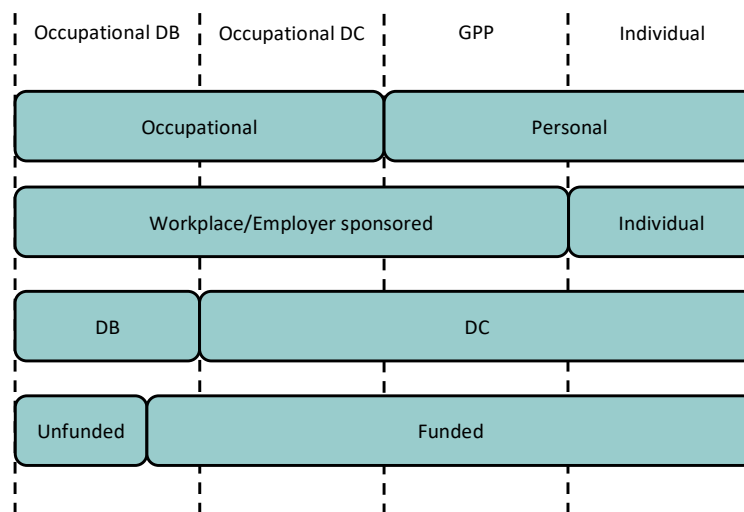 Occupational DB Occupational DC GPP Individual
Occupational Personal
Workplace/Employer sponsored Individual
DB DC
Unfunded Funded